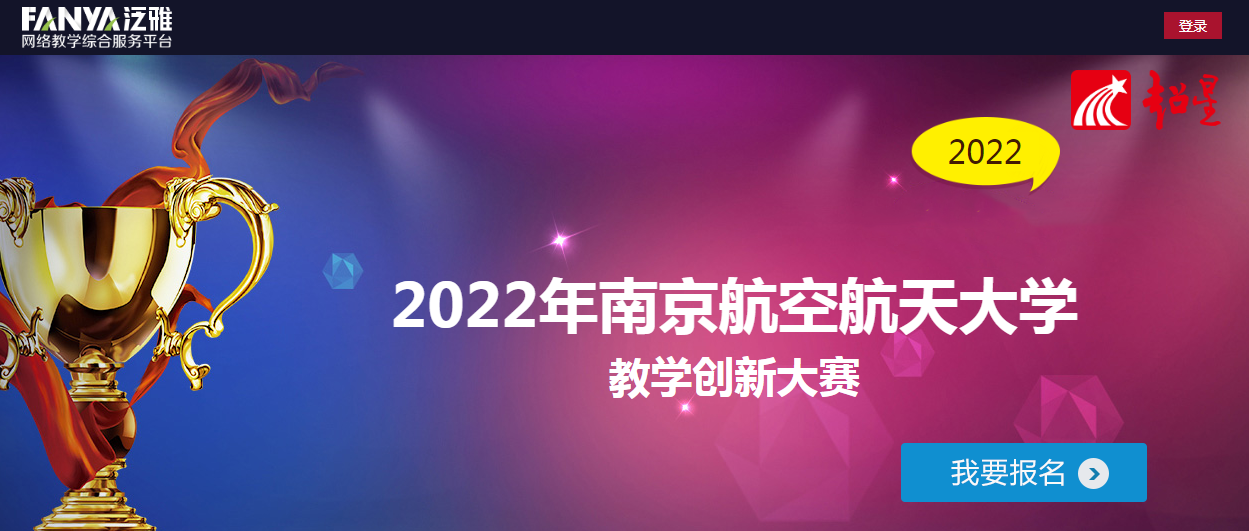 FANYA泛雅
网络教学综合服务平台
登录
超星
2022
2022年南京航空航天大学
教学创新大赛
我要报名